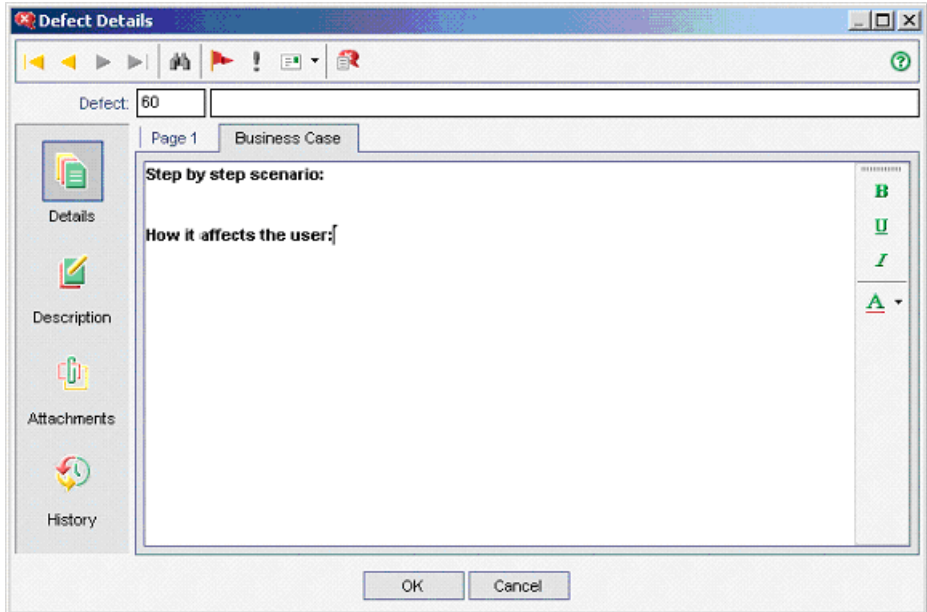 Defect Details
Defect: 60
Page 1 Business Case
Step by step scenario:
How it affects the user:
B
U
I
A
Details
Description
Attachments
History
OK Cancel